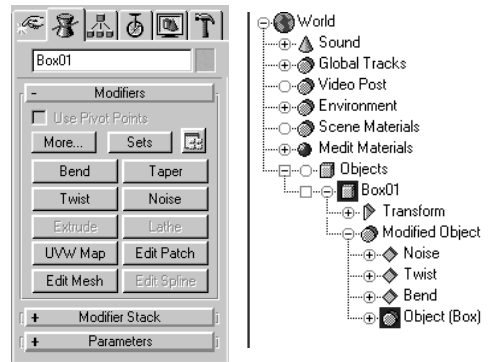 Box01
- Modifiers
Use Pivot Points
More... Sets
Bend Taper
Twist Noise
Extrude Lathe
UVW Map Edit Patch
Edit Mesh Edit Spline
+ Modifier Stack
+ Parameters
World
Sound
Global Tracks
Video Post
Environment
Scene Materials
Medit Materials
Objects
Box01
Transform
Modified Object
Noise
Twist
Bend
Object (Box)